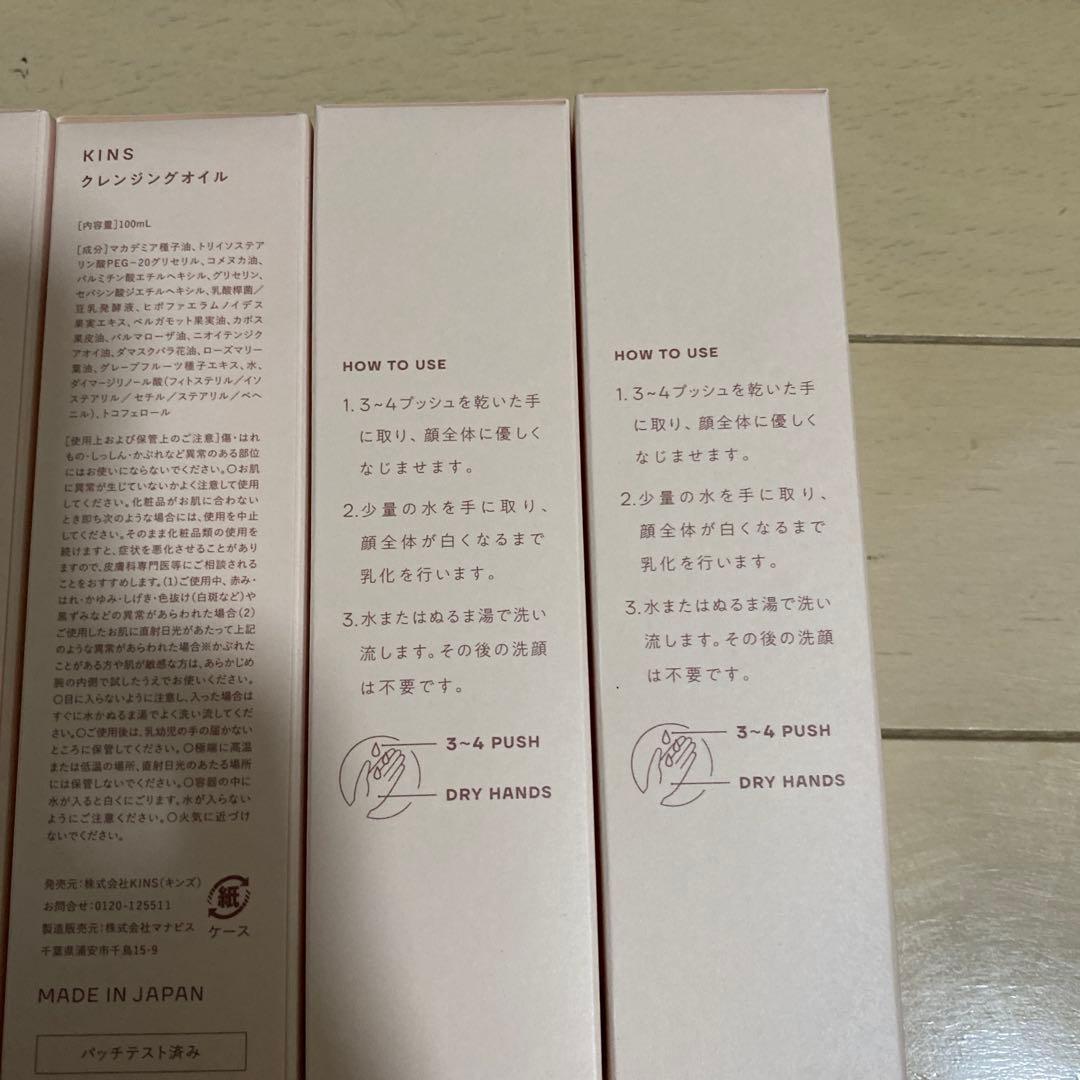 KINS
クレンジングオイル
[内容量]100mL
[成分]マカデミア種子油、トリイソステア
リン酸PEG-20グリセリル、コメヌカ油、
パルミチン酸エチルヘキシル、グリセリン、
セバシン酸ジエチルヘキシル、乳酸桿菌/
豆乳発酵液、ヒポファエラムノイデス
果実エキス、ベルガモット果実油、カボス
果皮油、パルマローザ油、ニオイテンジク
アオイ油、ダマスクバラ花油、ローズマリー
葉油、グレープフルーツ種子エキス、水、
ダイマージリノール酸(フイトステリル/イソ
ステアリル/セチル/ステアリル/ベヘ
ニル)、トコフェロール
[使用上および保管上のご注意]傷・はれ
もの・しっしん・かぶれなど異常のある部位
にはお使いにならないでください。〇お肌
に異常が生じていないかよく注意して使用
してください。化粧品がお肌に合わない
とき即ち次のような場合には、使用を中止
してください。そのまま化粧品類の使用を
続けますと、症状を悪化させることがあり
ますので、皮膚科専門医等にご相談される
ことをおすすめします。(1)ご使用中、赤み・
はれ・かゆみ・しげき・色抜け(白斑など)や
黒ずみなどの異常があらわれた場合(2)
ご使用したお肌に直射日光があたって上記
のような異常があらわれた場合※かぶれた
ことがある方や肌が敏感な方は、あらかじめ
腕の内側で試したうえでお使いください。
〇目に入らないように注意し、入った場合は
すぐに水かぬるま湯でよく洗い流してくだ
さい。〇ご使用後は、乳幼児の手の届かない
ところに保管してください。〇極端に高温
または低温の場所、直射日光のあたる場所
には保管しないでください。〇容器の中に
水が入ると白くにごります。水が入らない
ようにご注意ください。〇火気に近づけ
ないでください。
発売元:株式会社KINS(キンズ)
お問合せ:0120-125511
製造販売元:株式会社マナビス
千葉県浦安市千鳥15-9
紙
ケース
MADE IN JAPAN
パッチテスト済み
HOW TO USE
1. 3~4プッシュを乾いた手
に取り、顔全体に優しく
なじませます。
2.少量の水を手に取り、
顔全体が白くなるまで
乳化を行います。
3.水またはぬるま湯で洗い
流します。その後の洗顔
は不要です。
3~4 PUSH
DRY HANDS
HOW TO USE
1. 3~4プッシュを乾いた手
に取り、顔全体に優しく
なじませます。
2.少量の水を手に取り、
顔全体が白くなるまで
乳化を行います。
3.水またはぬるま湯で洗い
流します。その後の洗顔
は不要です。
3~4 PUSH
DRY HANDS